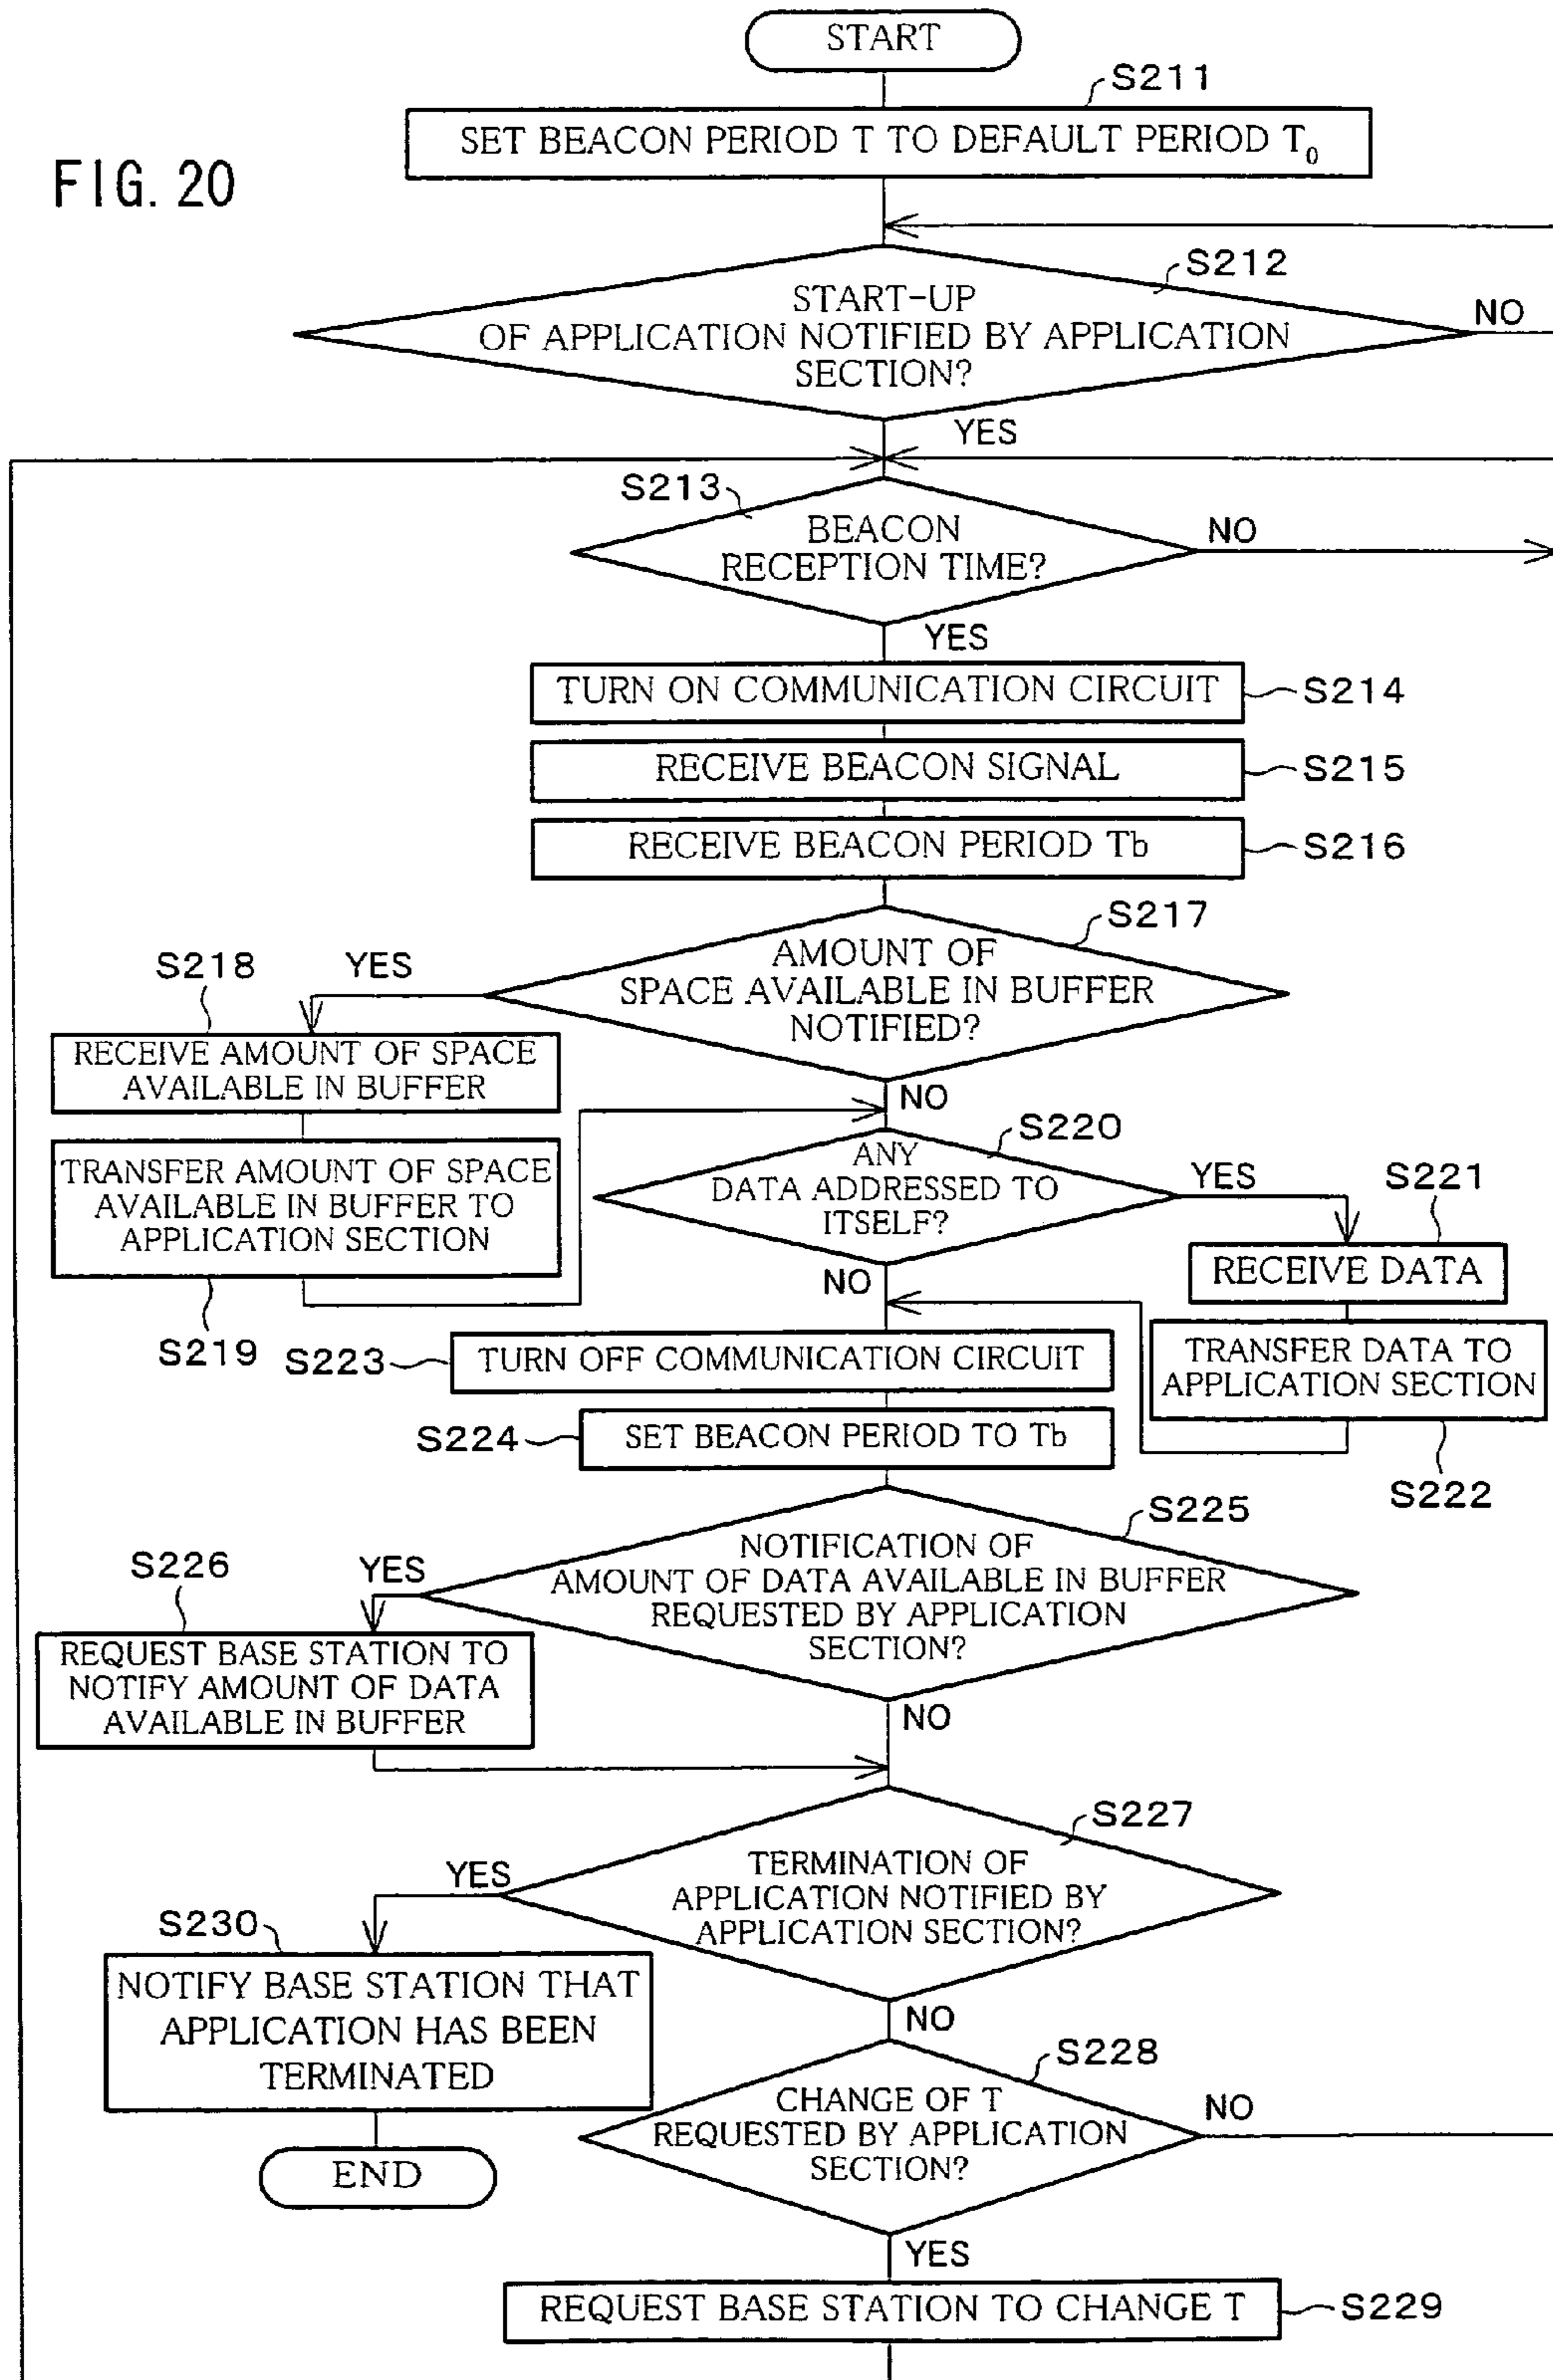 START
S211
SET BEACON PERIOD T TO DEFAULT PERIOD T₀
FIG. 20
S212
START-UP
OF APPLICATION NOTIFIED BY APPLICATION
SECTION?
NO
YES
S213
BEACON
RECEPTION TIME?
NO
YES
TURN ON COMMUNICATION CIRCUIT
S214
RECEIVE BEACON SIGNAL
S215
RECEIVE BEACON PERIOD Tb
S216
S217
AMOUNT OF
SPACE AVAILABLE IN BUFFER
NOTIFIED?
YES
S218
RECEIVE AMOUNT OF SPACE
AVAILABLE IN BUFFER
NO
TRANSFER AMOUNT OF SPACE
AVAILABLE IN BUFFER TO
APPLICATION SECTION
S219
S220
ANY
DATA ADDRESSED TO
ITSELF?
YES
S221
RECEIVE DATA
NO
TRANSFER DATA TO
APPLICATION SECTION
S222
S223
TURN OFF COMMUNICATION CIRCUIT
S224
SET BEACON PERIOD TO Tb
S225
NOTIFICATION OF
AMOUNT OF DATA AVAILABLE IN BUFFER
REQUESTED BY APPLICATION
SECTION?
YES
S226
REQUEST BASE STATION TO
NOTIFY AMOUNT OF DATA
AVAILABLE IN BUFFER
NO
S227
TERMINATION OF
APPLICATION NOTIFIED BY
APPLICATION SECTION?
YES
S230
NOTIFY BASE STATION THAT
APPLICATION HAS BEEN
TERMINATED
END
NO
S228
CHANGE OF T
REQUESTED BY APPLICATION
SECTION?
NO
YES
REQUEST BASE STATION TO CHANGE T
S229